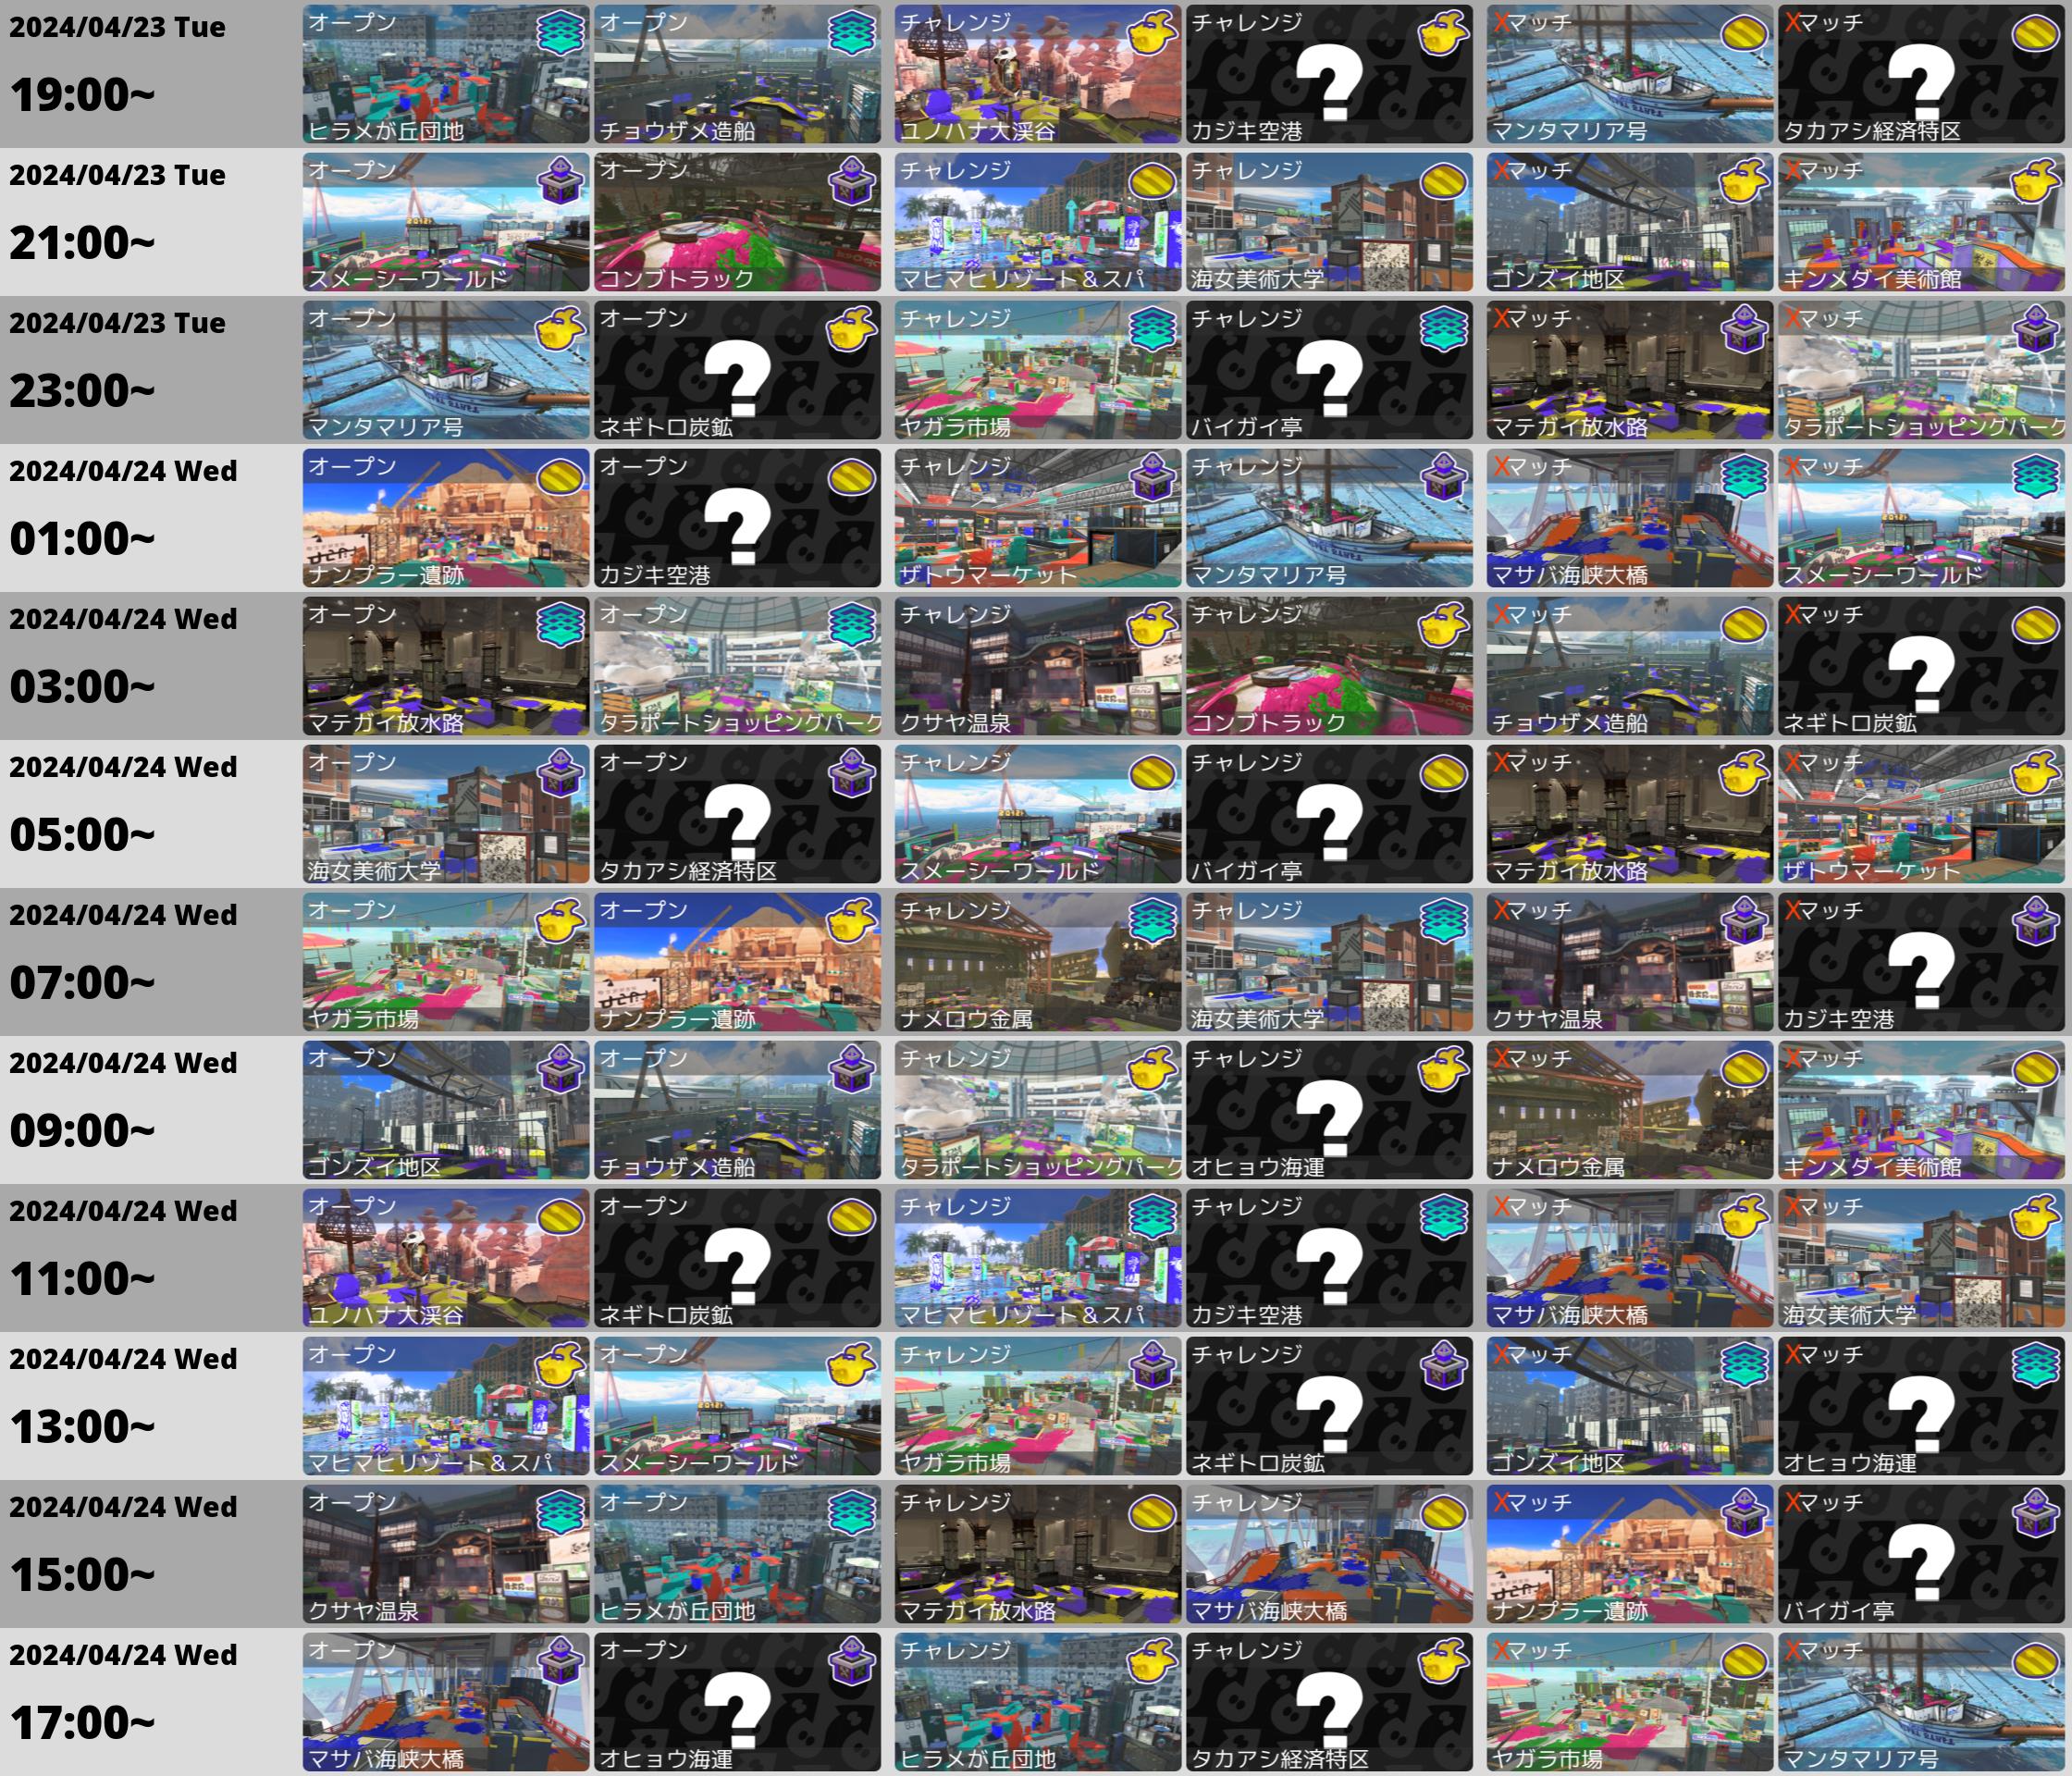 2024/04/23 Tue
19:00~
オープン
ヒラメが丘団地
オープン
チョウザメ造船
チャレンジ
ユノハナ大渓谷
チャレンジ
カジキ空港
Xマッチ
マンタマリア号
Xマッチ
タカアシ経済特区
2024/04/23 Tue
21:00~
オープン
スメーシーワールド
オープン
コンブトラック
チャレンジ
マヒマヒリゾート＆スパ
チャレンジ
海女美術大学
Xマッチ
ゴンズイ地区
Xマッチ
キンメダイ美術館
2024/04/23 Tue
23:00~
オープン
マンタマリア号
オープン
ネギトロ炭鉱
チャレンジ
ヤガラ市場
チャレンジ
バイガイ亭
Xマッチ
マテガイ放水路
Xマッチ
タラポートショッピングパーク
2024/04/24 Wed
01:00~
オープン
ナンプラー遺跡
オープン
カジキ空港
チャレンジ
ザトウマーケット
チャレンジ
マンタマリア号
Xマッチ
マサバ海峡大橋
Xマッチ
スメーシーワールド
2024/04/24 Wed
03:00~
オープン
マテガイ放水路
オープン
タラポートショッピングパーク
チャレンジ
クサヤ温泉
チャレンジ
コンブトラック
Xマッチ
チョウザメ造船
Xマッチ
ネギトロ炭鉱
2024/04/24 Wed
05:00~
オープン
海女美術大学
オープン
タカアシ経済特区
チャレンジ
スメーシーワールド
チャレンジ
バイガイ亭
Xマッチ
マテガイ放水路
Xマッチ
ザトウマーケット
2024/04/24 Wed
07:00~
オープン
ヤガラ市場
オープン
ナンプラー遺跡
チャレンジ
ナメロウ金属
チャレンジ
海女美術大学
Xマッチ
クサヤ温泉
Xマッチ
カジキ空港
2024/04/24 Wed
09:00~
オープン
ゴンズイ地区
オープン
チョウザメ造船
チャレンジ
タラポートショッピングパーク
チャレンジ
オヒョウ海運
Xマッチ
ナメロウ金属
Xマッチ
キンメダイ美術館
2024/04/24 Wed
11:00~
オープン
ユノハナ大渓谷
オープン
ネギトロ炭鉱
チャレンジ
マヒマヒリゾート＆スパ
チャレンジ
カジキ空港
Xマッチ
マサバ海峡大橋
Xマッチ
海女美術大学
2024/04/24 Wed
13:00~
オープン
マヒマヒリゾート＆スパ
オープン
スメーシーワールド
チャレンジ
ヤガラ市場
チャレンジ
ネギトロ炭鉱
Xマッチ
ゴンズイ地区
Xマッチ
オヒョウ海運
2024/04/24 Wed
15:00~
オープン
クサヤ温泉
オープン
ヒラメが丘団地
チャレンジ
マテガイ放水路
チャレンジ
マサバ海峡大橋
Xマッチ
ナンプラー遺跡
Xマッチ
バイガイ亭
2024/04/24 Wed
17:00~
オープン
マサバ海峡大橋
オープン
オヒョウ海運
チャレンジ
ヒラメが丘団地
チャレンジ
タカアシ経済特区
Xマッチ
ヤガラ市場
Xマッチ
マンタマリア号